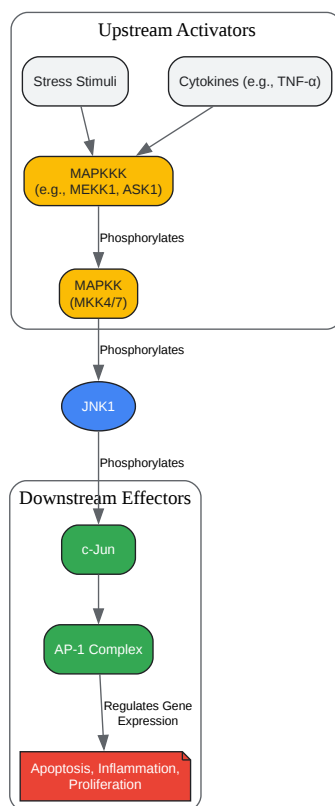 Upstream Activators
Stress Stimuli
Cytokines (e.g., TNF-α)
MAPKKK
(e.g., MEKK1, ASK1)
Phosphorylates
MAPKK
(MKK4/7)
Phosphorylates
JNK1
Phosphorylates
Downstream Effectors
c-Jun
AP-1 Complex
Regulates Gene
Expression
Apoptosis, Inflammation,
Proliferation